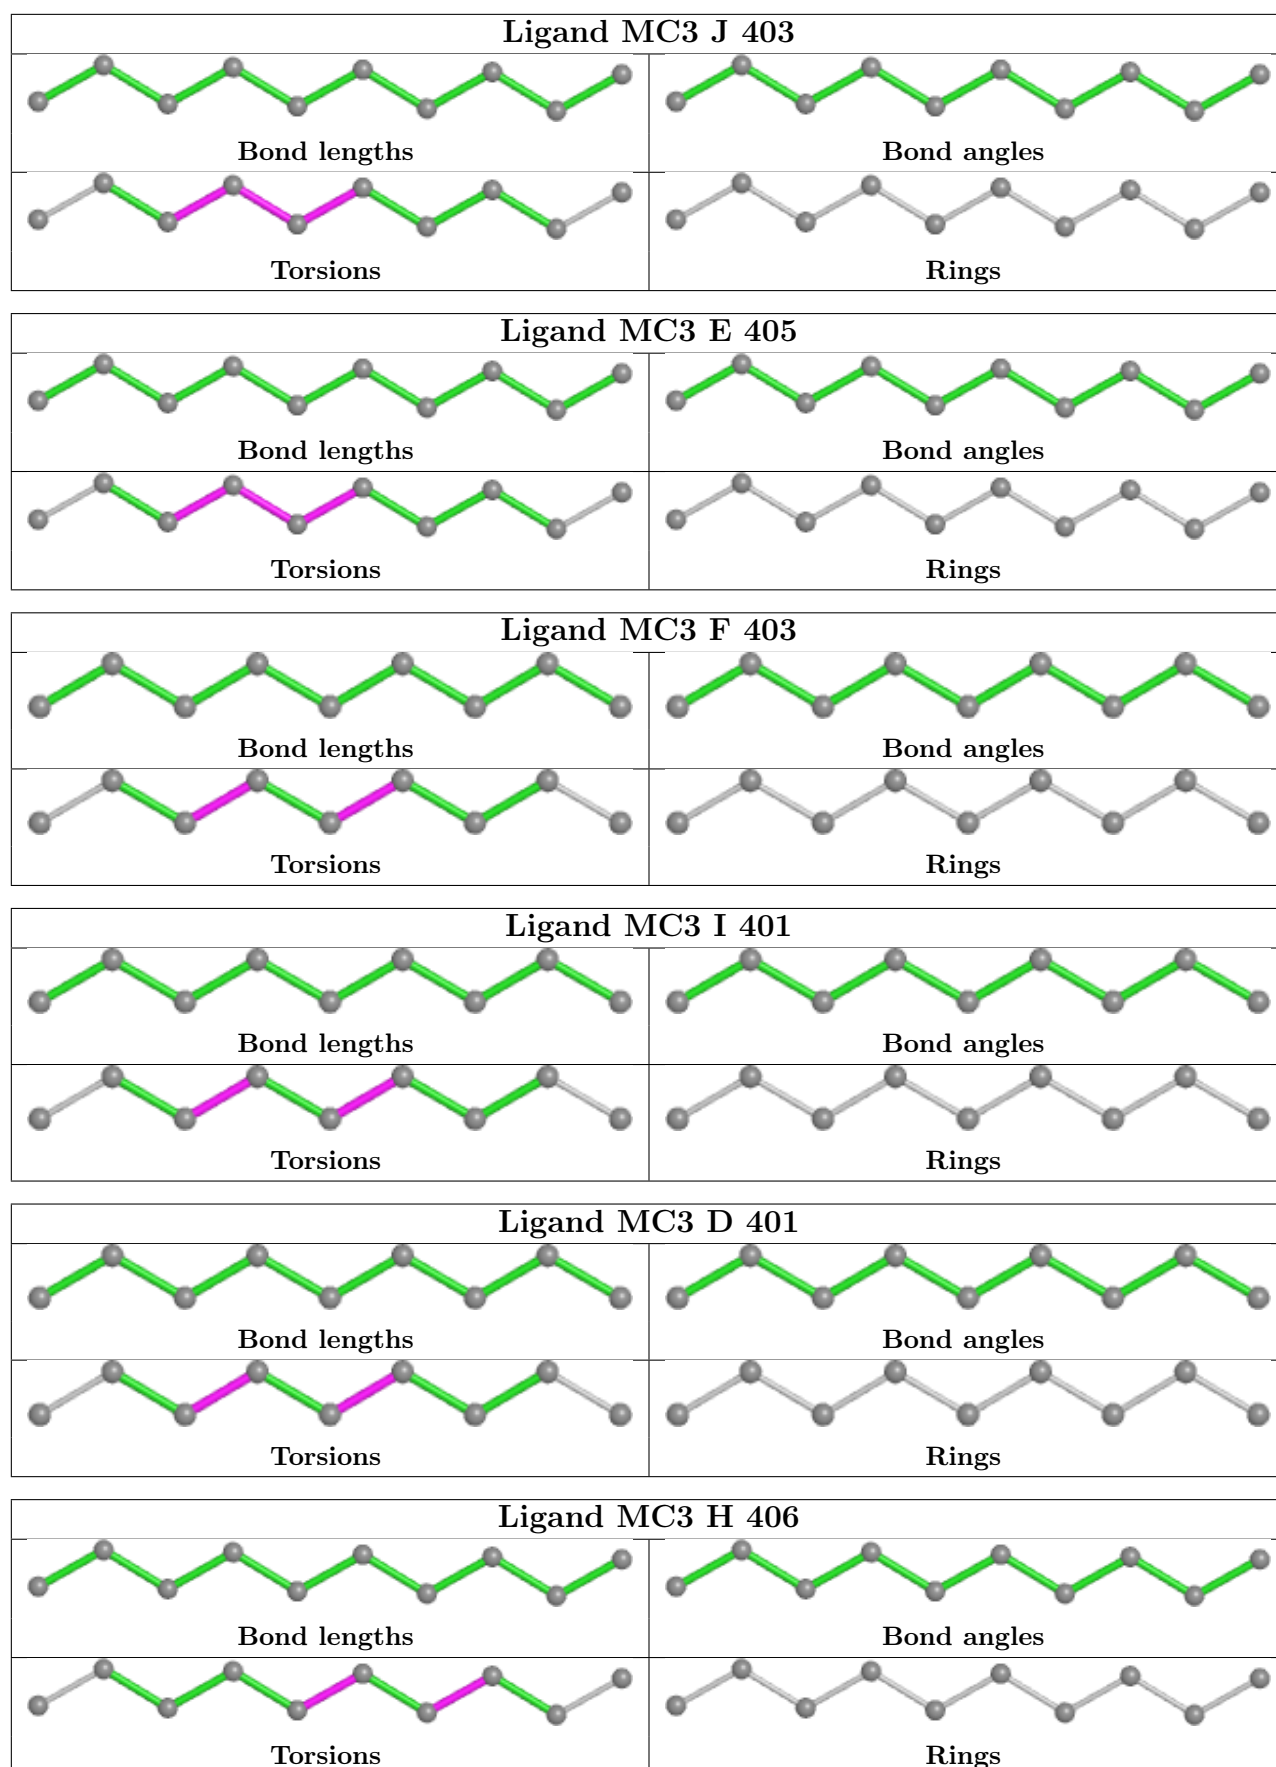 Ligand MC3 J 403
Bond lengths
Bond angles
Torsions
Rings
Ligand MC3 E 405
Bond lengths
Bond angles
Torsions
Rings
Ligand MC3 F 403
Bond lengths
Bond angles
Torsions
Rings
Ligand MC3 I 401
Bond lengths
Bond angles
Torsions
Rings
Ligand MC3 D 401
Bond lengths
Bond angles
Torsions
Rings
Ligand MC3 H 406
Bond lengths
Bond angles
Torsions
Rings